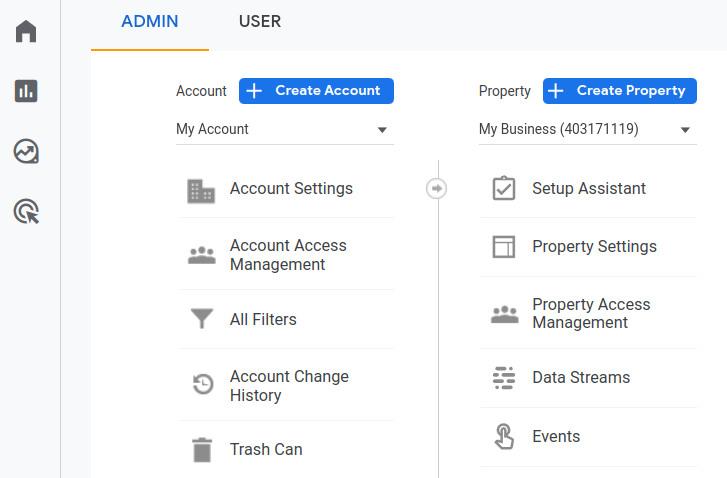 ADMIN USER
Account + Create Account
My Account
Account Settings
Account Access
Management
All Filters
Account Change
History
Trash Can
Property + Create Property
My Business (403171119)
Setup Assistant
Property Settings
Property Access
Management
Data Streams
Events